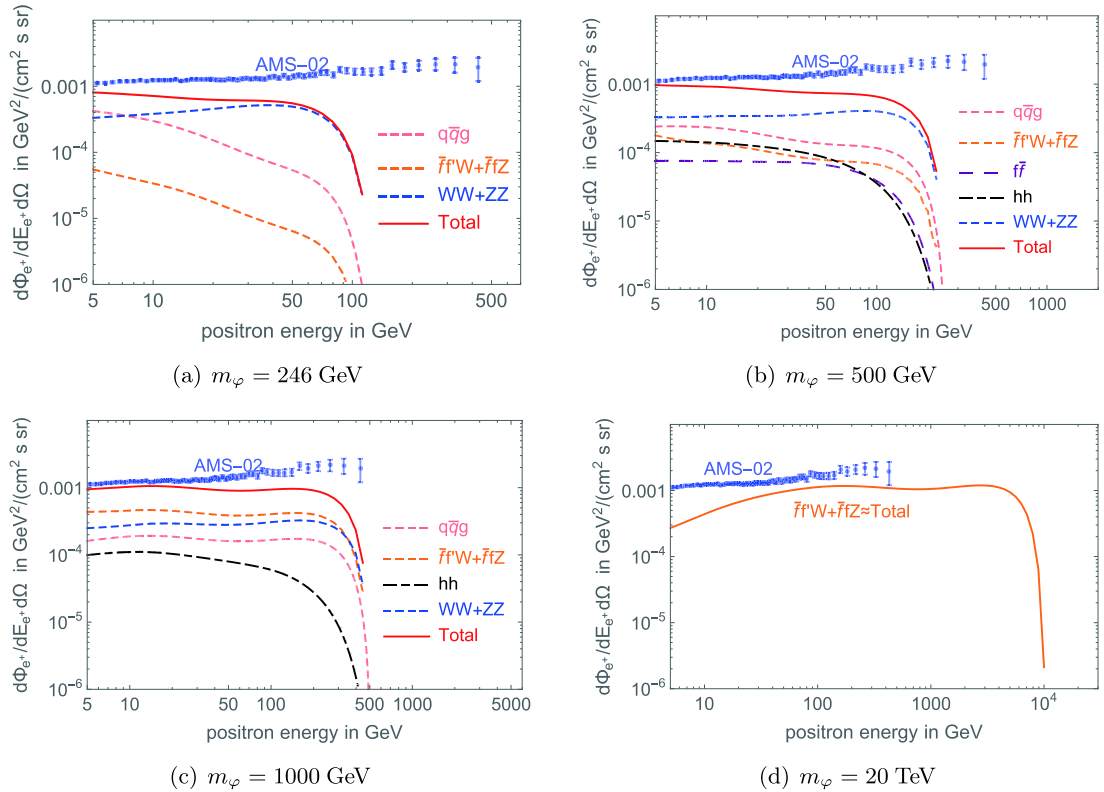 dΦₑ₊/dEₑ₊dΩ in GeV²/(cm² s sr)
0.001
10⁻⁴
10⁻⁵
10⁻⁶
AMS−02
qq̅g
f̅f'W+f̅fZ
WW+ZZ
Total
5 10 50 100 500
positron energy in GeV
(a) m_φ = 246 GeV
dΦₑ₊/dEₑ₊dΩ in GeV²/(cm² s sr)
0.001
10⁻⁴
10⁻⁵
10⁻⁶
AMS−02
qq̅g
f̅f'W+f̅fZ
ff̅
hh
WW+ZZ
Total
5 10 50 100 500 1000
positron energy in GeV
(b) m_φ = 500 GeV
dΦₑ₊/dEₑ₊dΩ in GeV²/(cm² s sr)
0.001
10⁻⁴
10⁻⁵
10⁻⁶
AMS−02
qq̅g
f̅f'W+f̅fZ
hh
WW+ZZ
Total
5 10 50 100 500 1000 5000
positron energy in GeV
(c) m_φ = 1000 GeV
dΦₑ₊/dEₑ₊dΩ in GeV²/(cm² s sr)
0.001
10⁻⁴
10⁻⁵
10⁻⁶
AMS−02
f̅f'W+f̅fZ≈Total
10 100 1000 10⁴
positron energy in GeV
(d) m_φ = 20 TeV